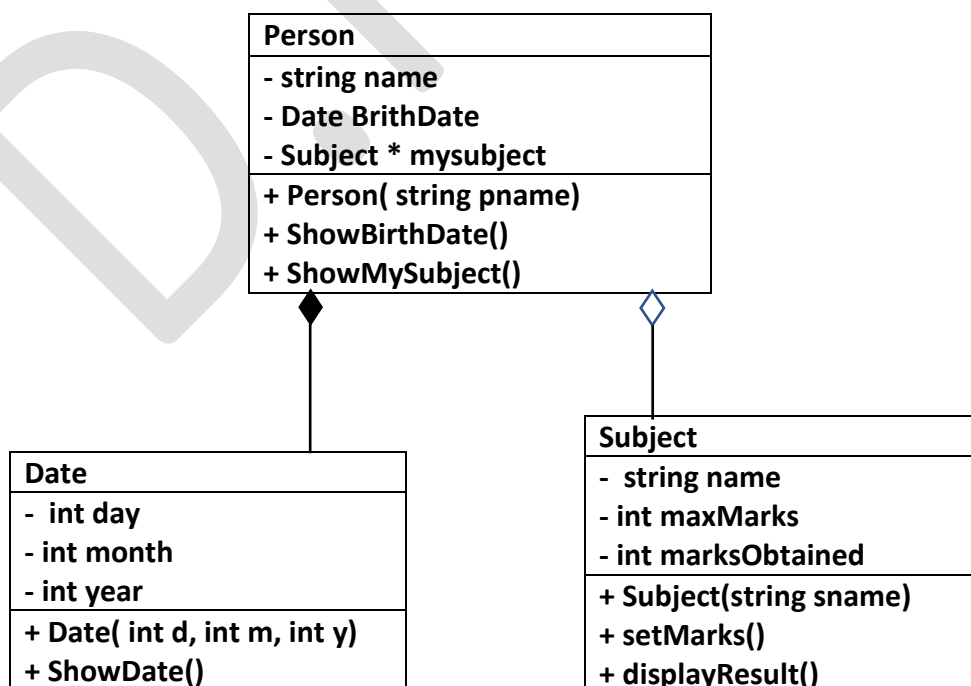 Person
- string name
- Date BrithDate
- Subject * mysubject
+ Person( string pname)
+ ShowBirthDate()
+ ShowMySubject()
Date
- int day
- int month
- int year
+ Date( int d, int m, int y)
+ ShowDate()
Subject
- string name
- int maxMarks
- int marksObtained
+ Subject(string sname)
+ setMarks()
+ displayResult()